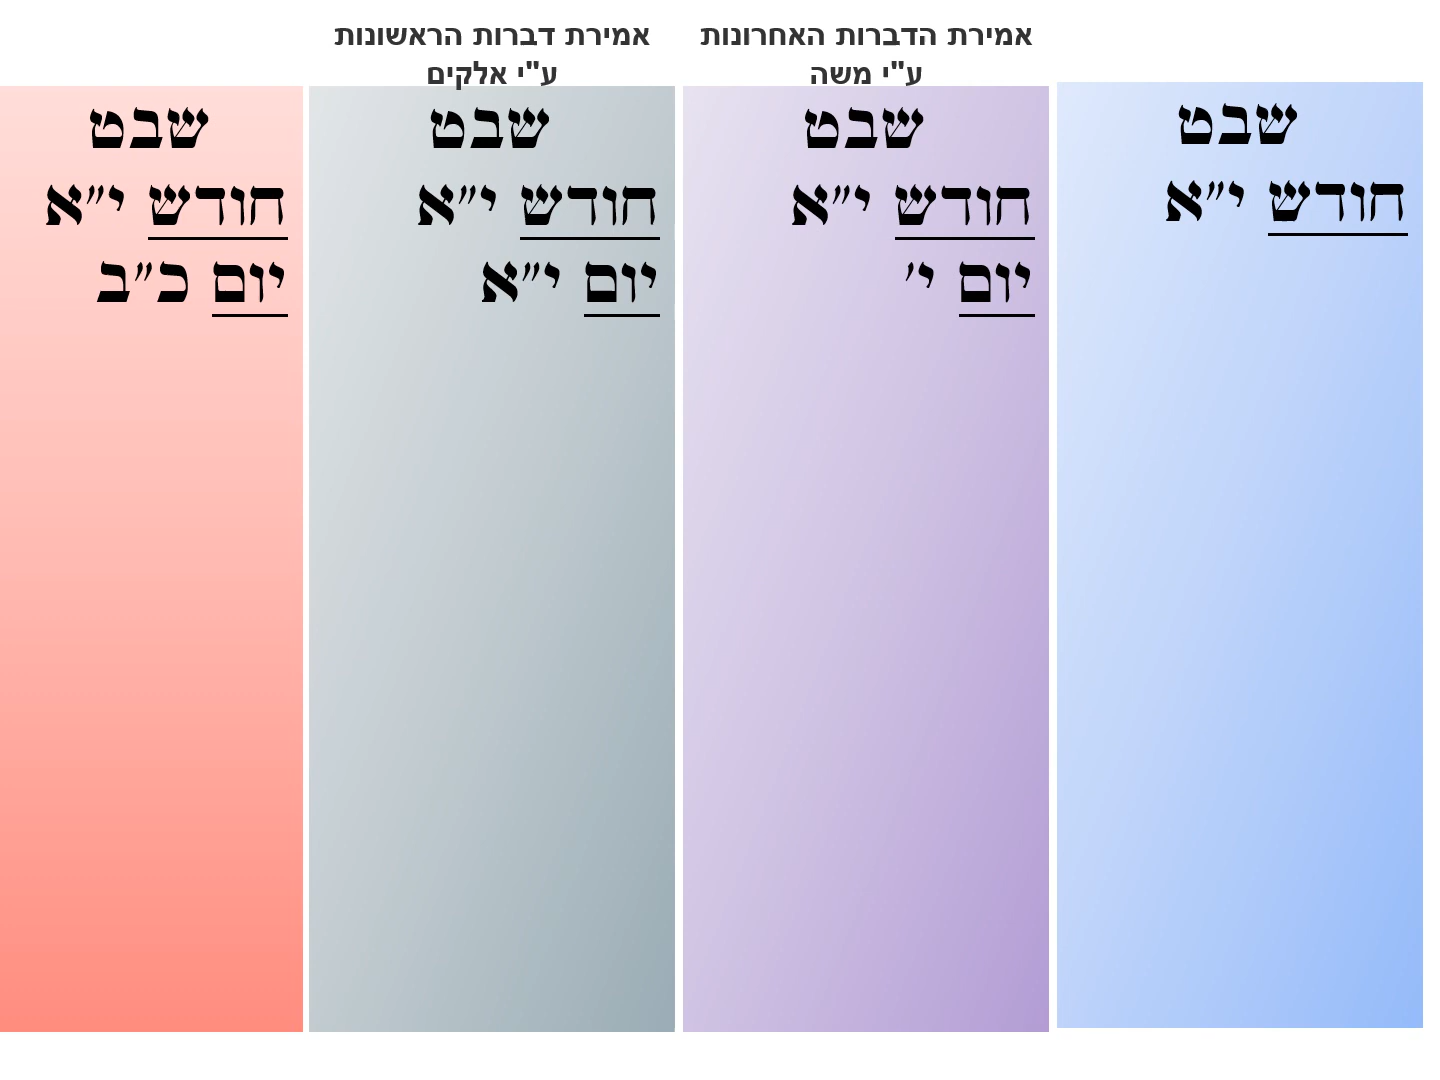 אמירת הדברות האחרונות
ע"י משה
אמירת דברות הראשונות
ע"י אלקים
שבט
חודש י״א
שבט
חודש י״א
יום י׳
שבט
חודש י״א
יום י״א
שבט
חודש י״א
יום כ״ב